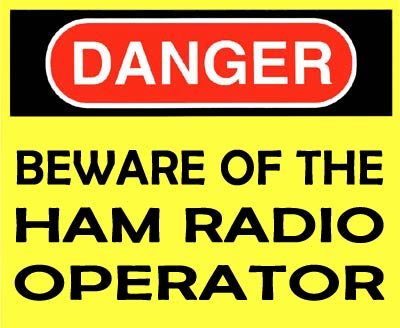 DANGER
BEWARE OF THE
HAM RADIO
OPERATOR